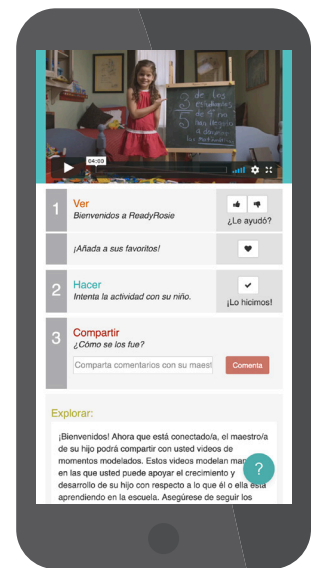 3 de los
5 estudiantes
de 5
04:03
1
Ver
Bienvenidos a ReadyRosie
¿Le ayudó?
¡Añada a sus favoritos!
2
Hacer
Intenta la actividad con su niño.
¡Lo hicimos!
3
Compartir
¿Cómo se los fue?
Comparta comentarios con su maest
Comenta
Explorar:
¡Bienvenidos! Ahora que está conectado/a, el maestro/a
de su hijo podrá compartir con usted videos de
momentos modelados. Estos videos modelan man
en las que usted puede apoyar el crecimiento y
desarrollo de su hijo con respecto a lo que él o ella está
aprendiendo en la escuela. Asegúrese de seguir los
?